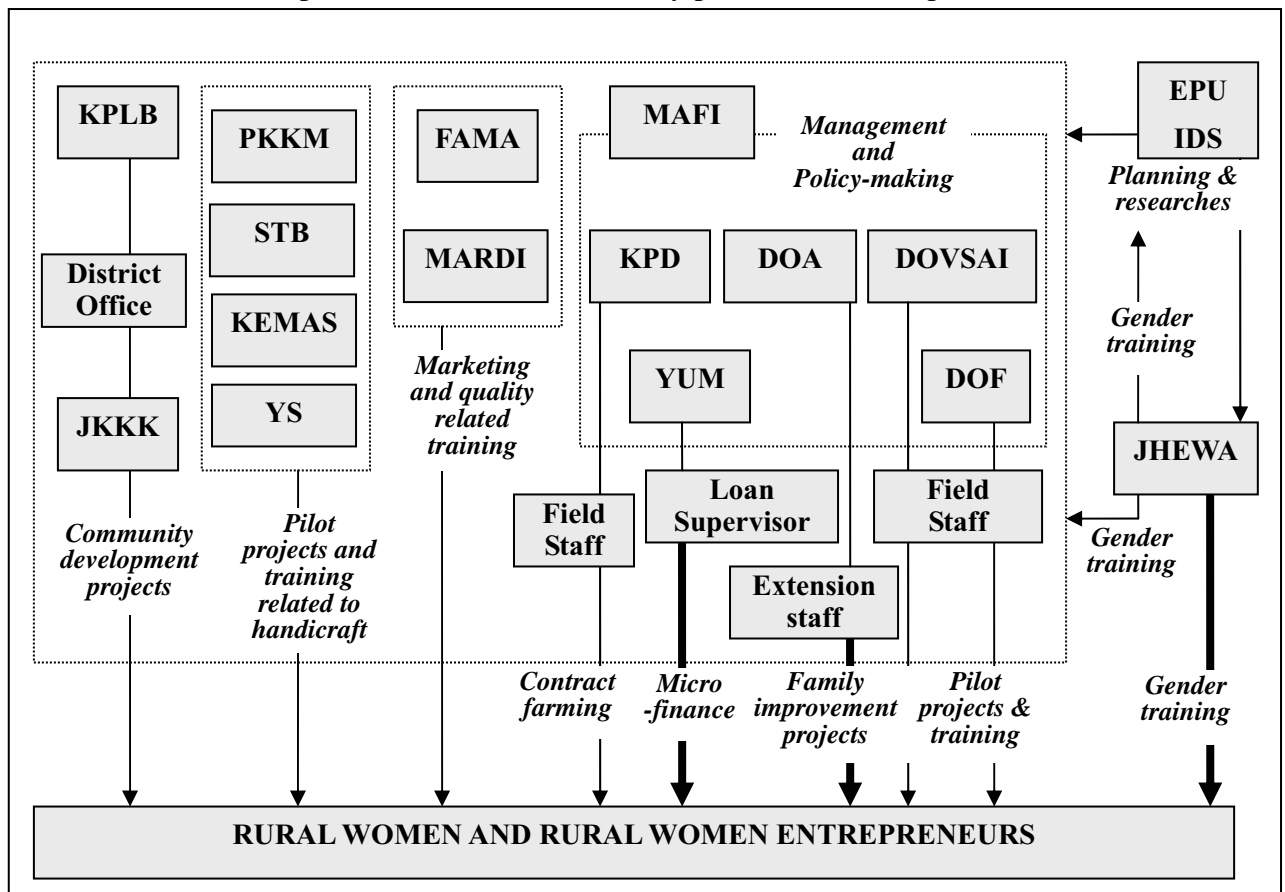 KPLB
District
Office
JKKK
Community
development
projects
PKKM
STB
KEMAS
YS
Pilot
projects and
training
related to
handicraft
FAMA
MARDI
Marketing
and quality
related
training
MAFI
Management
and
Policy-making
KPD
DOA
DOVSAI
YUM
DOF
Field
Staff
Loan
Supervisor
Extension
staff
Field
Staff
Contract
farming
Micro
-finance
Family
improvement
projects
Pilot
projects &
training
EPU
IDS
Planning &
researches
Gender
training
JHEWA
Gender
training
Gender
training
RURAL WOMEN AND RURAL WOMEN ENTREPRENEURS